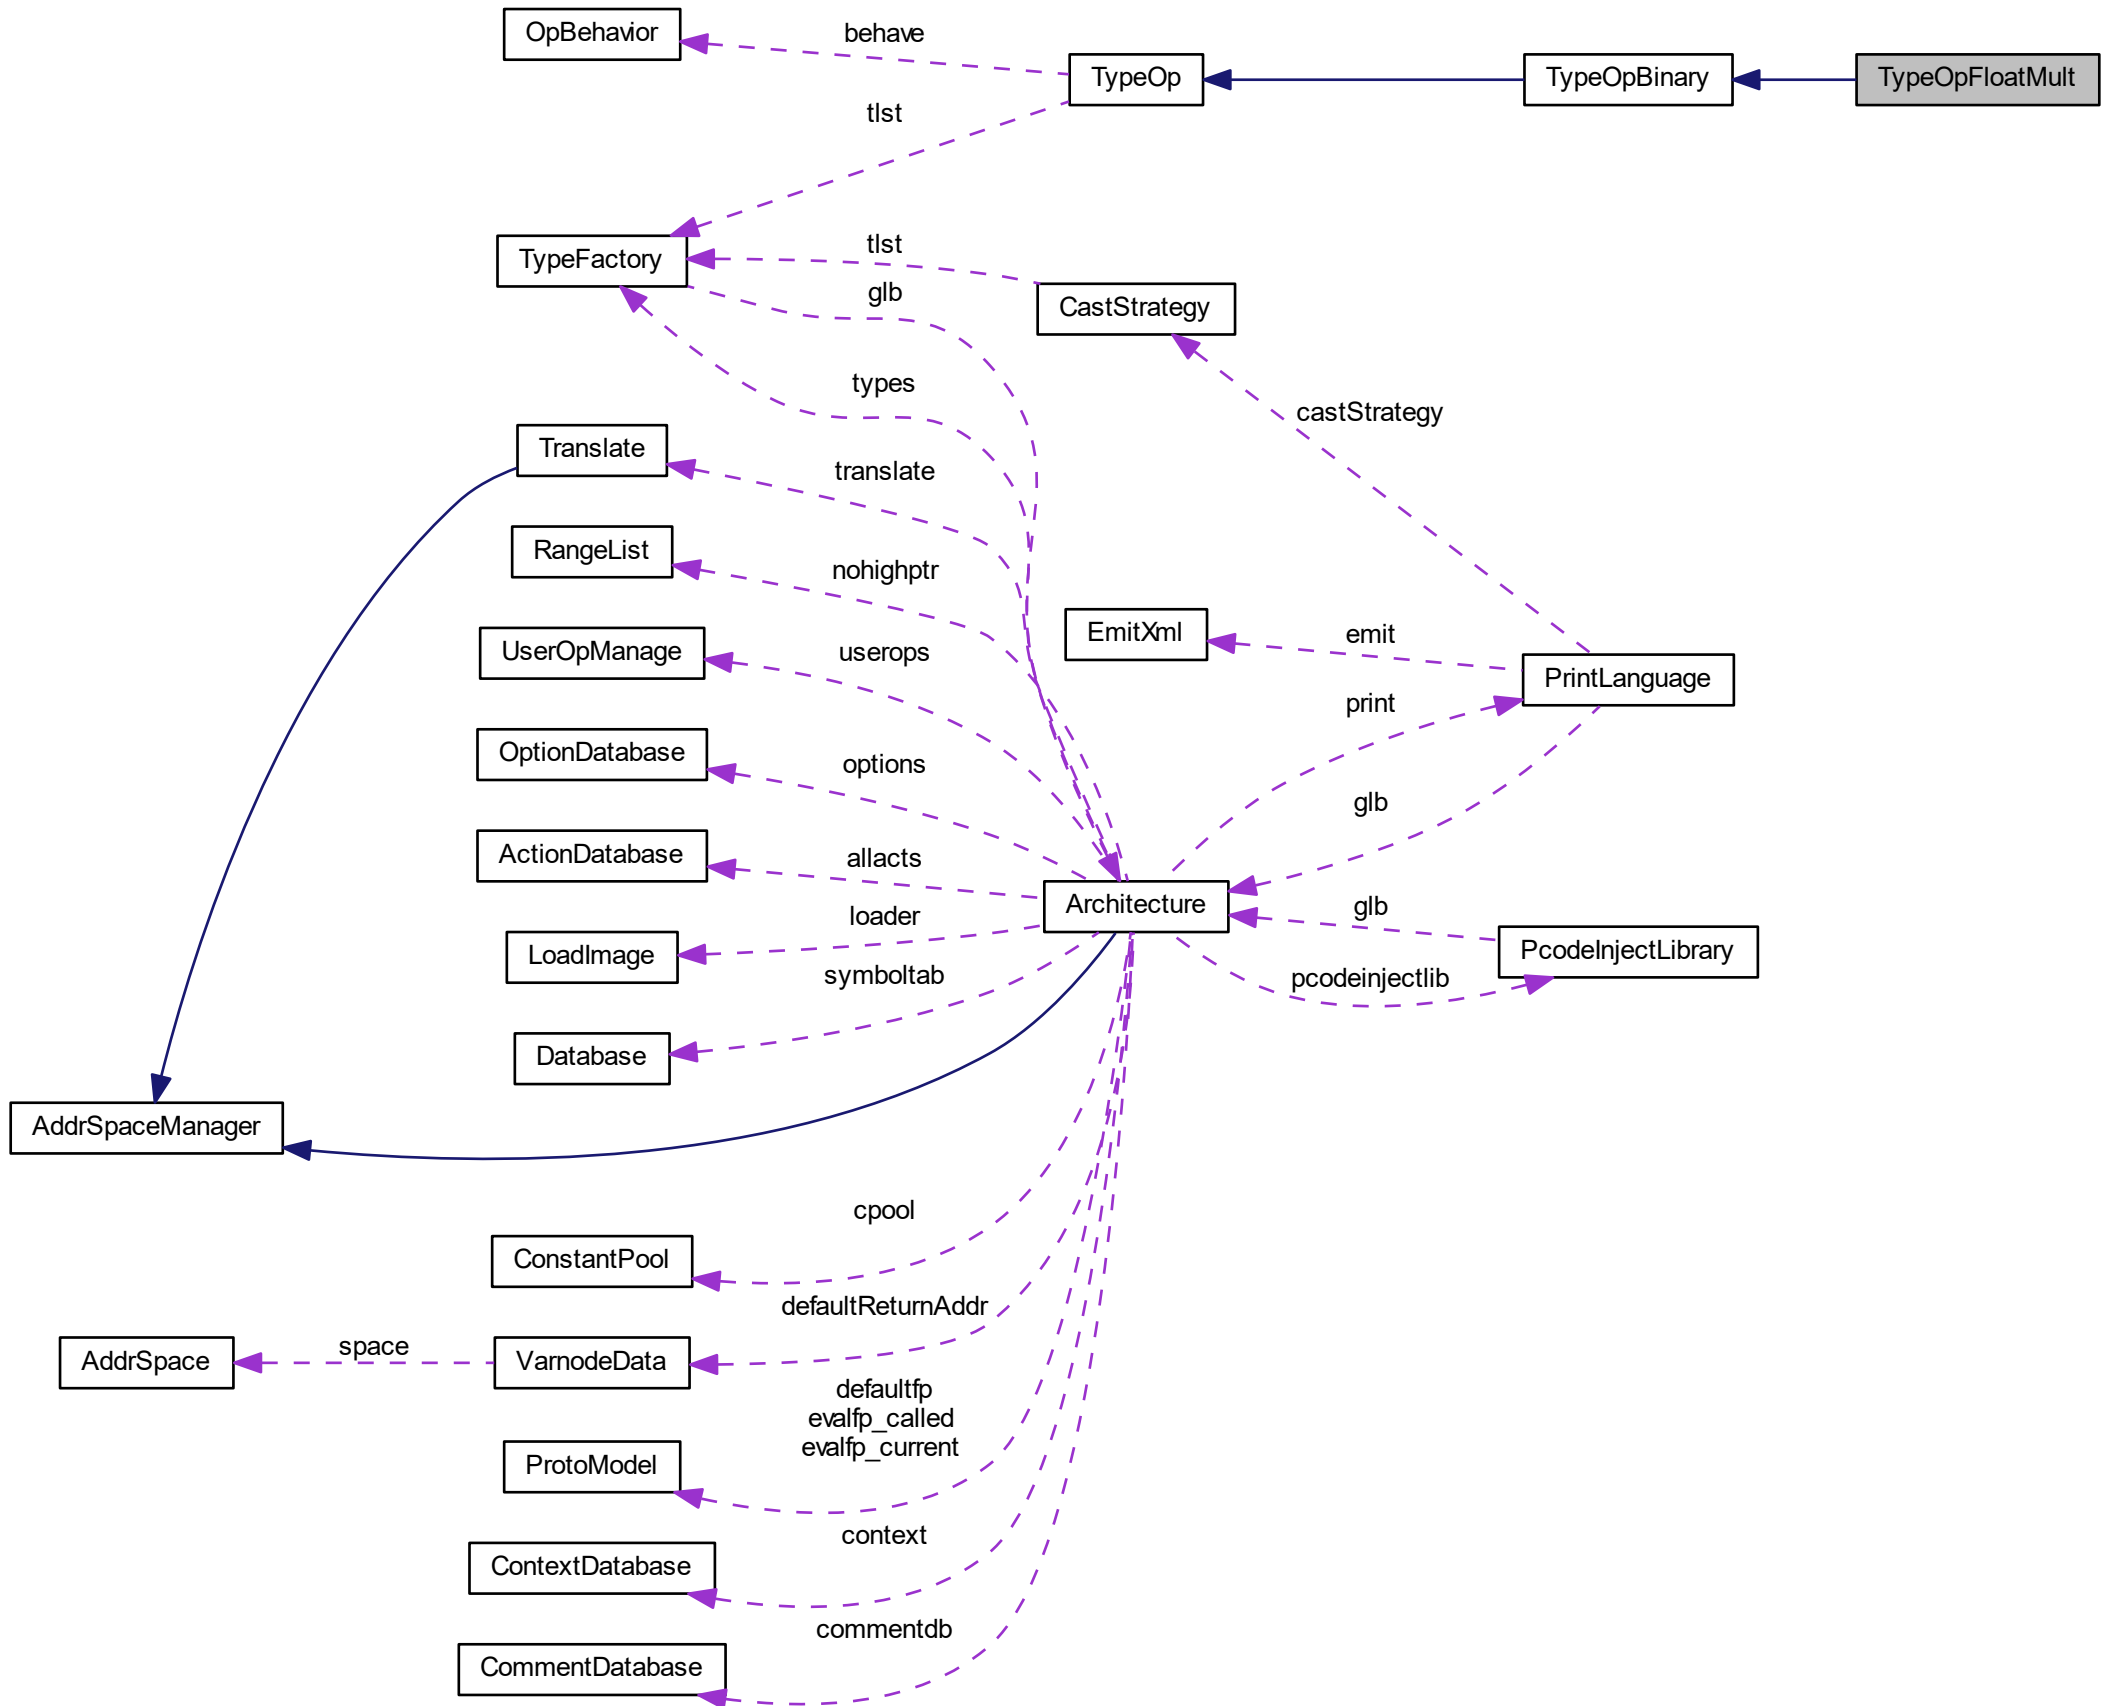 OpBehavior
behave
TypeOp
TypeOpBinary
TypeOpFloatMult
tlst
TypeFactory
tlst
glb
CastStrategy
types
castStrategy
Translate
translate
RangeList
nohighptr
EmitXml
emit
UserOpManage
userops
PrintLanguage
print
OptionDatabase
options
glb
ActionDatabase
allacts
Architecture
glb
LoadImage
loader
PcodeInjectLibrary
symboltab
pcodeinjectlib
Database
AddrSpaceManager
cpool
ConstantPool
defaultReturnAddr
AddrSpace
space
VarnodeData
defaultfp
evalfp_called
evalfp_current
ProtoModel
context
ContextDatabase
commentdb
CommentDatabase